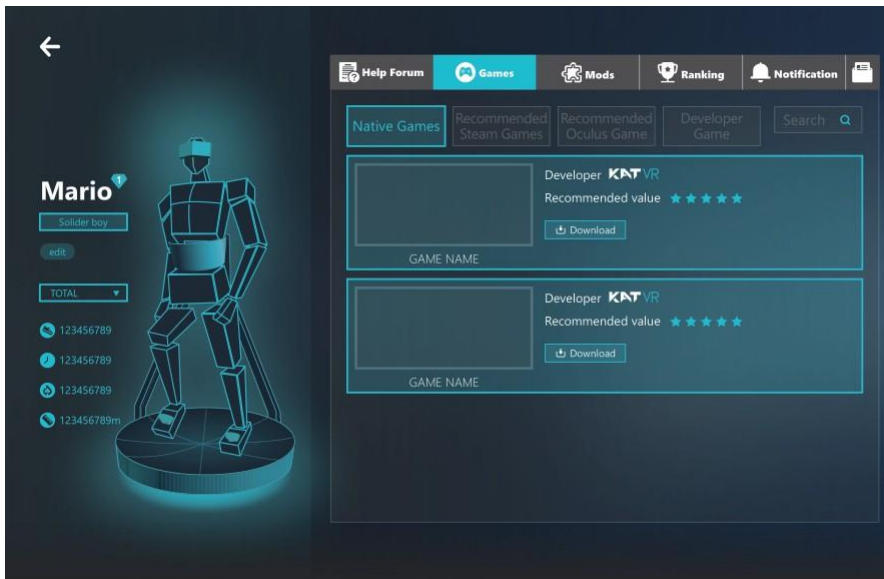 Help Forum
Games
Mods
Ranking
Notification
Native Games
Recommended
Steam Games
Recommended
Oculus Game
Developer
Game
Search
Mario
1
Solider boy
edit
TOTAL
123456789
123456789
123456789
123456789m
Developer KAT VR
Recommended value
Download
GAME NAME
Developer KAT VR
Recommended value
Download
GAME NAME